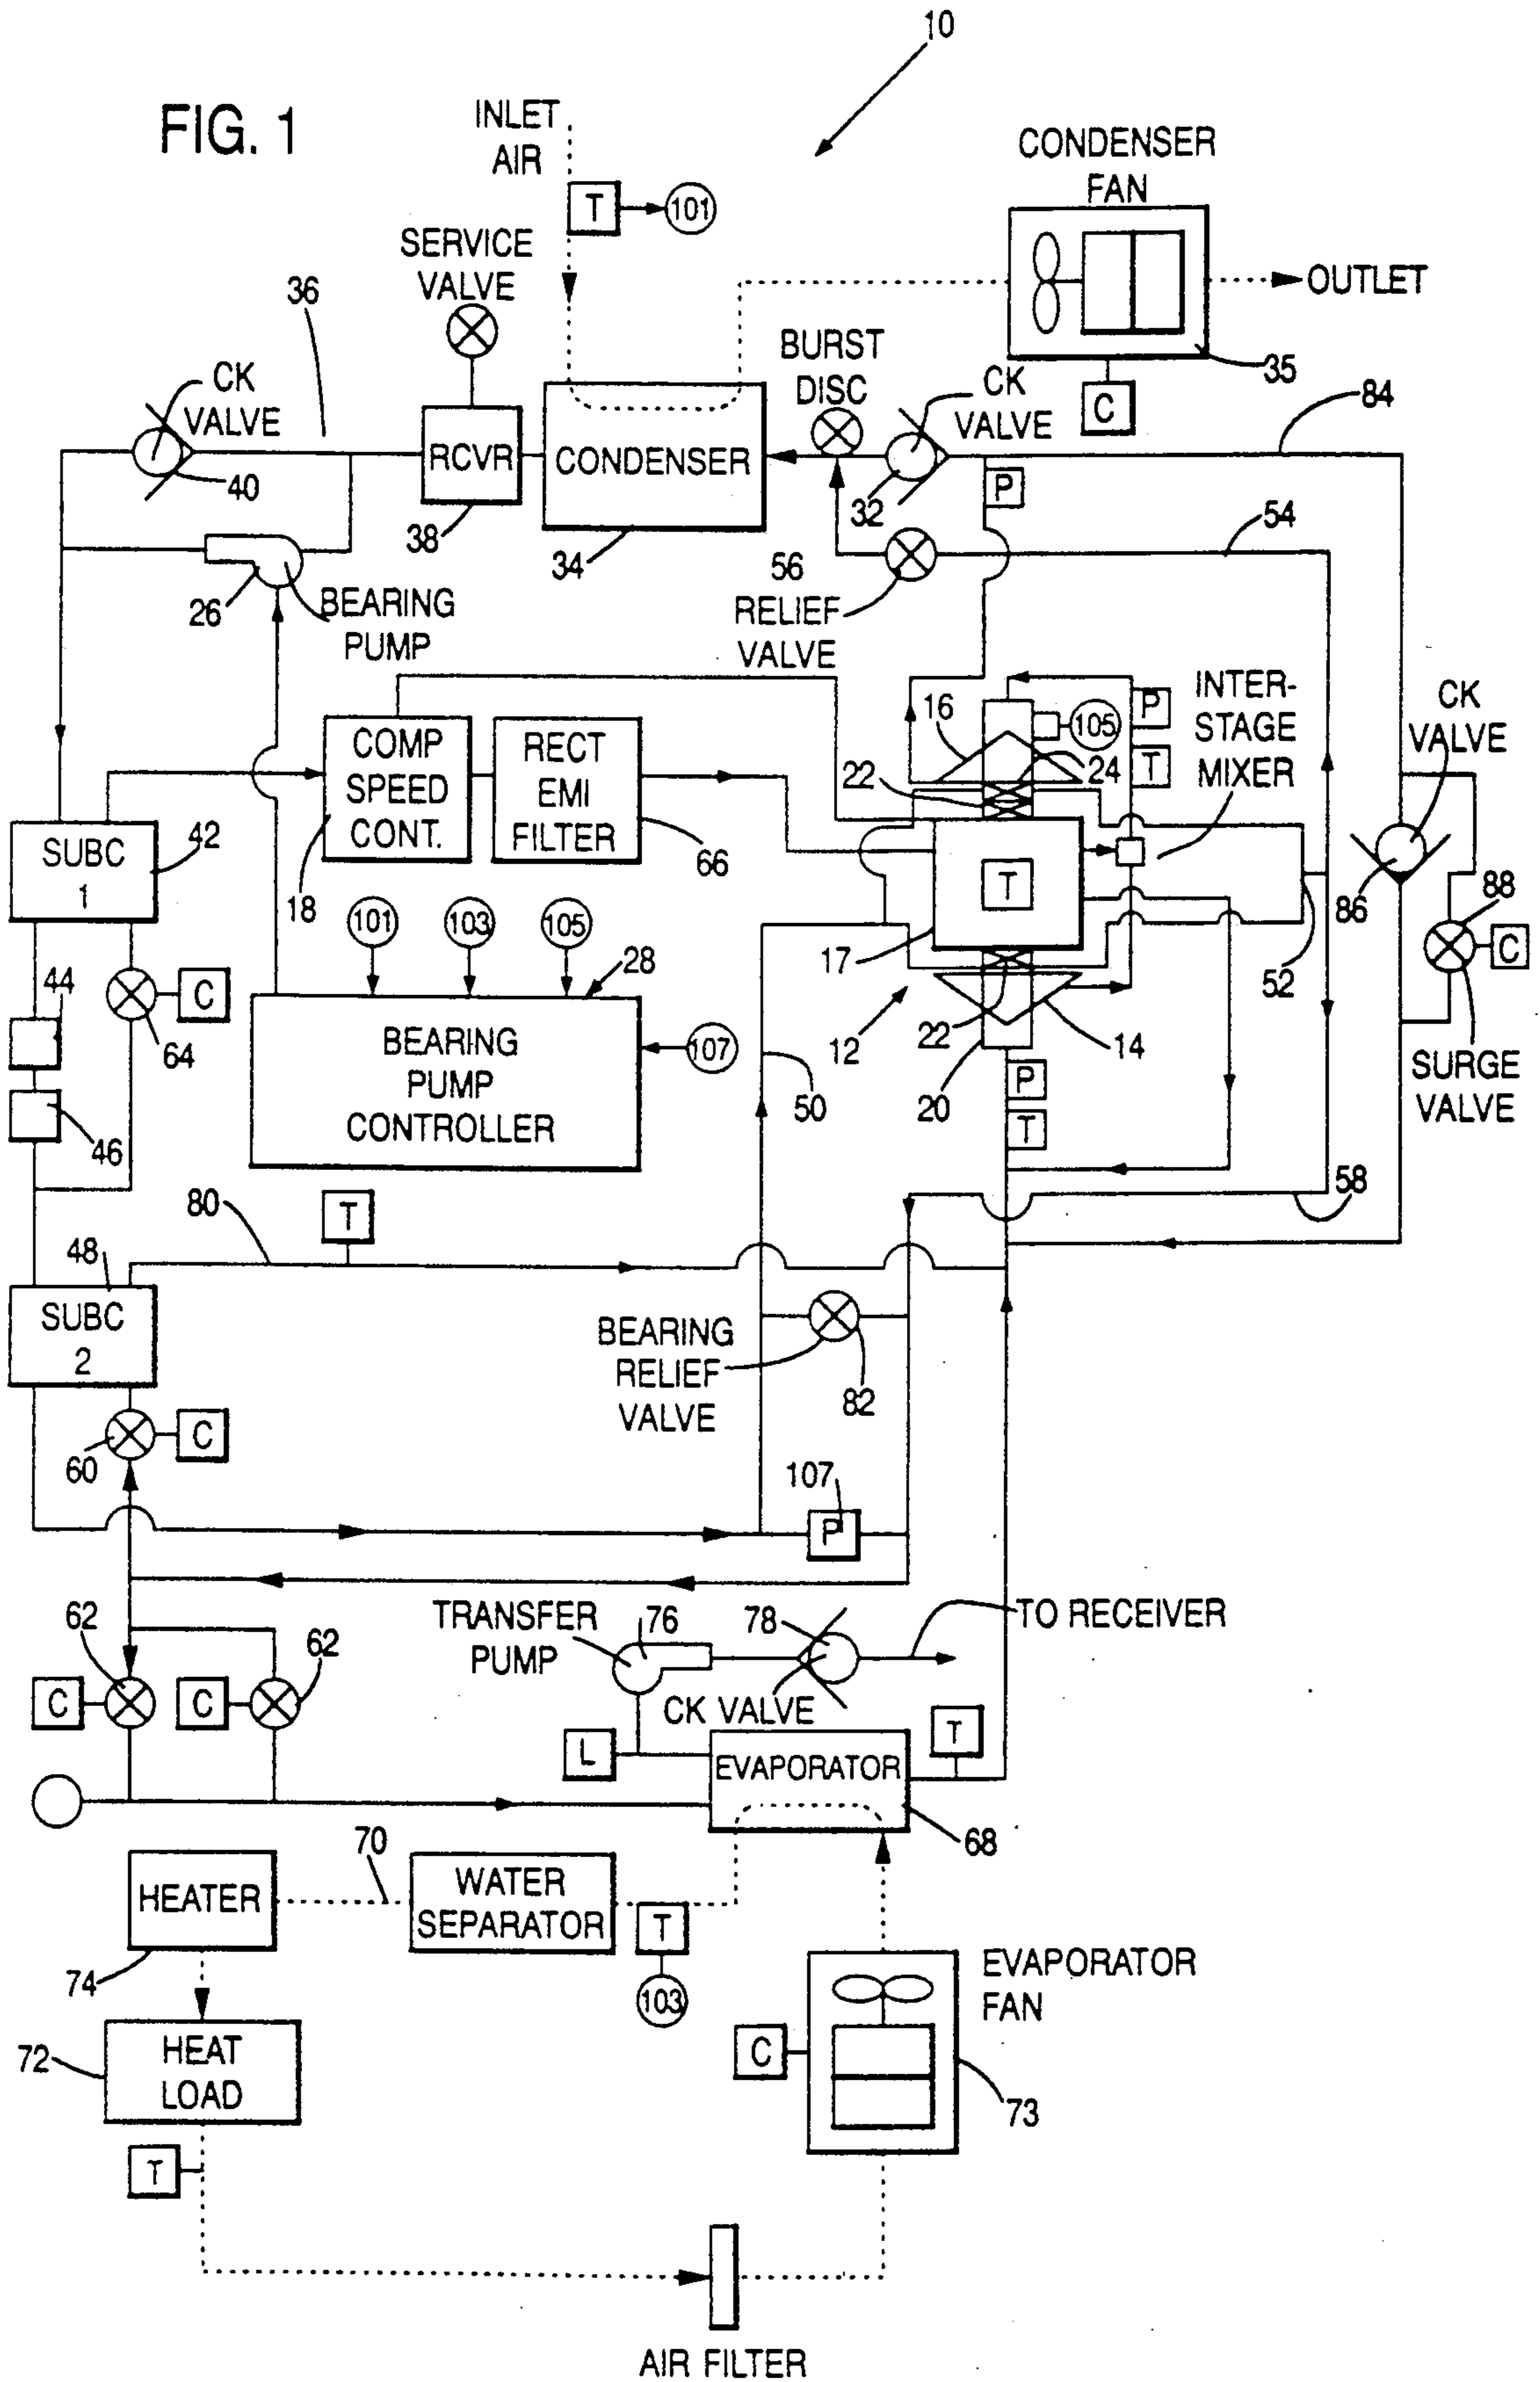 10
FIG. 1
INLET
AIR
CONDENSER
FAN
T
101
SERVICE
VALVE
OUTLET
36
35
BURST
DISC
CK
VALVE
CK
VALVE
C
84
RCVR
CONDENSER
40
38
34
32
P
54
56
RELIEF
VALVE
26
BEARING
PUMP
INTER-
STAGE
MIXER
CK
VALVE
16
105
P
T
24
22
COMP
SPEED
CONT.
RECT
EMI
FILTER
SUBC
1
42
18
66
T
86
88
C
101
103
105
17
52
44
C
64
28
BEARING
PUMP
CONTROLLER
107
12
22
14
20
50
P
T
SURGE
VALVE
46
80
T
58
48
SUBC
2
BEARING
RELIEF
VALVE
82
60
C
107
P
62
62
C
C
TRANSFER
PUMP
76
78
TO RECEIVER
CK VALVE
T
L
EVAPORATOR
68
70
HEATER
WATER
SEPARATOR
T
103
74
EVAPORATOR
FAN
72
HEAT
LOAD
C
73
T
AIR FILTER